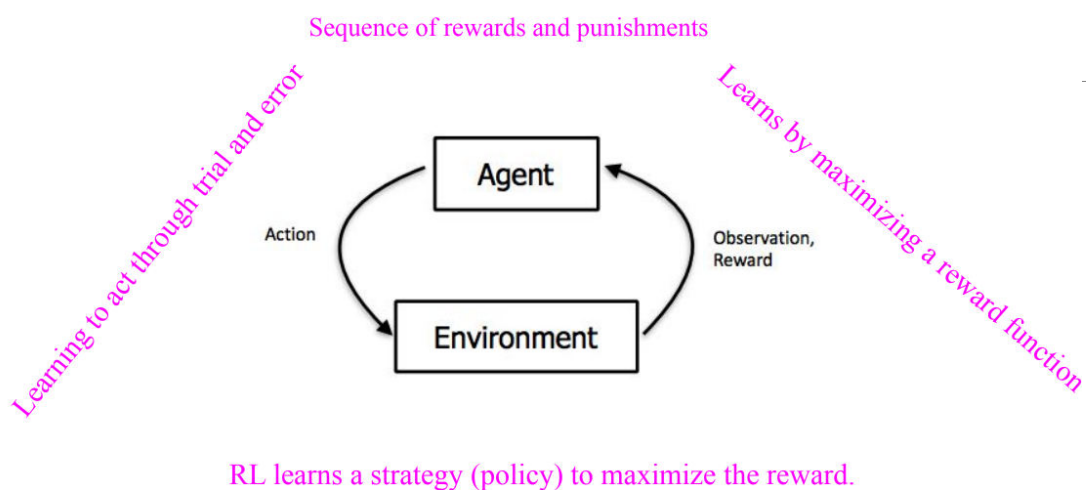 Sequence of rewards and punishments
Learning to act through trial and error
Learns by maximizing a reward function
Agent
Action
Observation,
Reward
Environment
RL learns a strategy (policy) to maximize the reward.